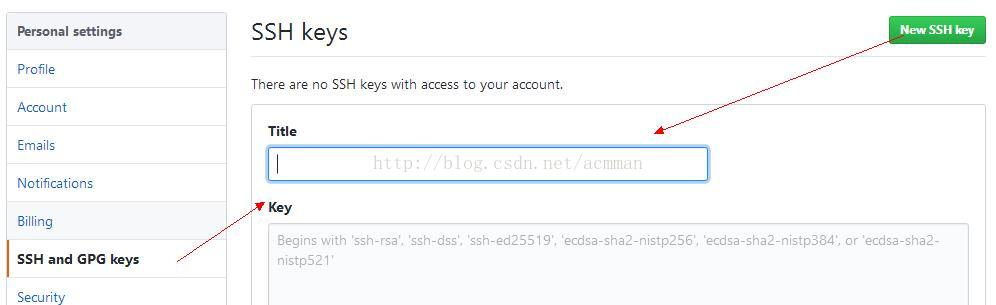 Personal settings
Profile
Account
Emails
Notifications
Billing
SSH and GPG keys
Security
SSH keys
New SSH key
There are no SSH keys with access to your account.
Title
http://blog.csdn.net/acmman
Key
Begins with 'ssh-rsa', 'ssh-dss', 'ssh-ed25519', 'ecdsa-sha2-nistp256', 'ecdsa-sha2-nistp384', or 'ecdsa-sha2-
nistp521'